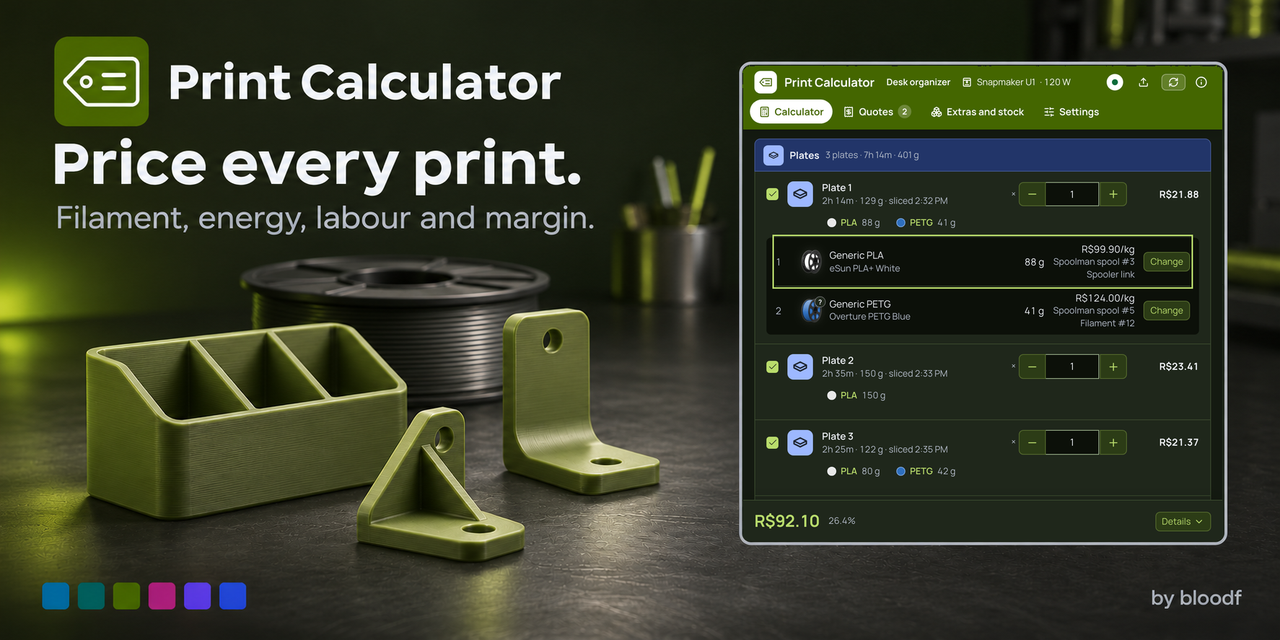 Print Calculator
Price every print.
Filament, energy, labour and margin.
Print Calculator Desk organizer Snapmaker U1 · 120 W
Calculator Quotes 2 Extras and stock Settings
Plates 3 plates · 7h 14m · 401 g
Plate 1
2h 14m · 129 g · sliced 2:32 PM
× − 1 + R$21.88
PLA 88 g PETG 41 g
1 Generic PLA
eSun PLA+ White
88 g
R$99.90/kg
Spoolman spool #3
Spooler link
Change
2 Generic PETG
Overture PETG Blue
?
41 g
R$124.00/kg
Spoolman spool #5
Filament #12
Change
Plate 2
2h 35m · 150 g · sliced 2:33 PM
× − 1 + R$23.41
PLA 150 g
Plate 3
2h 25m · 122 g · sliced 2:35 PM
× − 1 + R$21.37
PLA 80 g PETG 42 g
R$92.10 26.4% Details
by bloodf